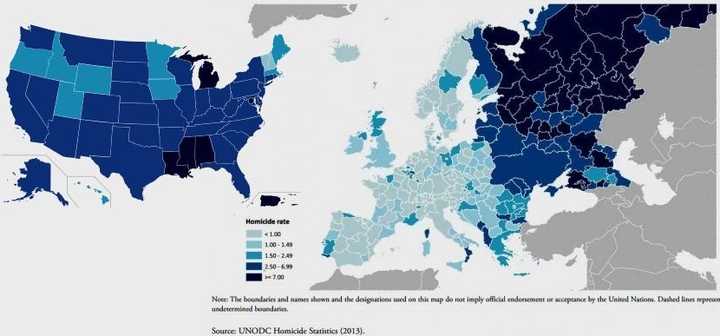 Homicide rate
< 1.00
1.00 - 1.49
1.50 - 2.49
2.50 - 6.99
>= 7.00
Note: The boundaries and names shown and the designations used on this map do not imply official endorsement or acceptance by the United Nations. Dashed lines represen
undetermined boundaries.
Source: UNODC Homicide Statistics (2013).